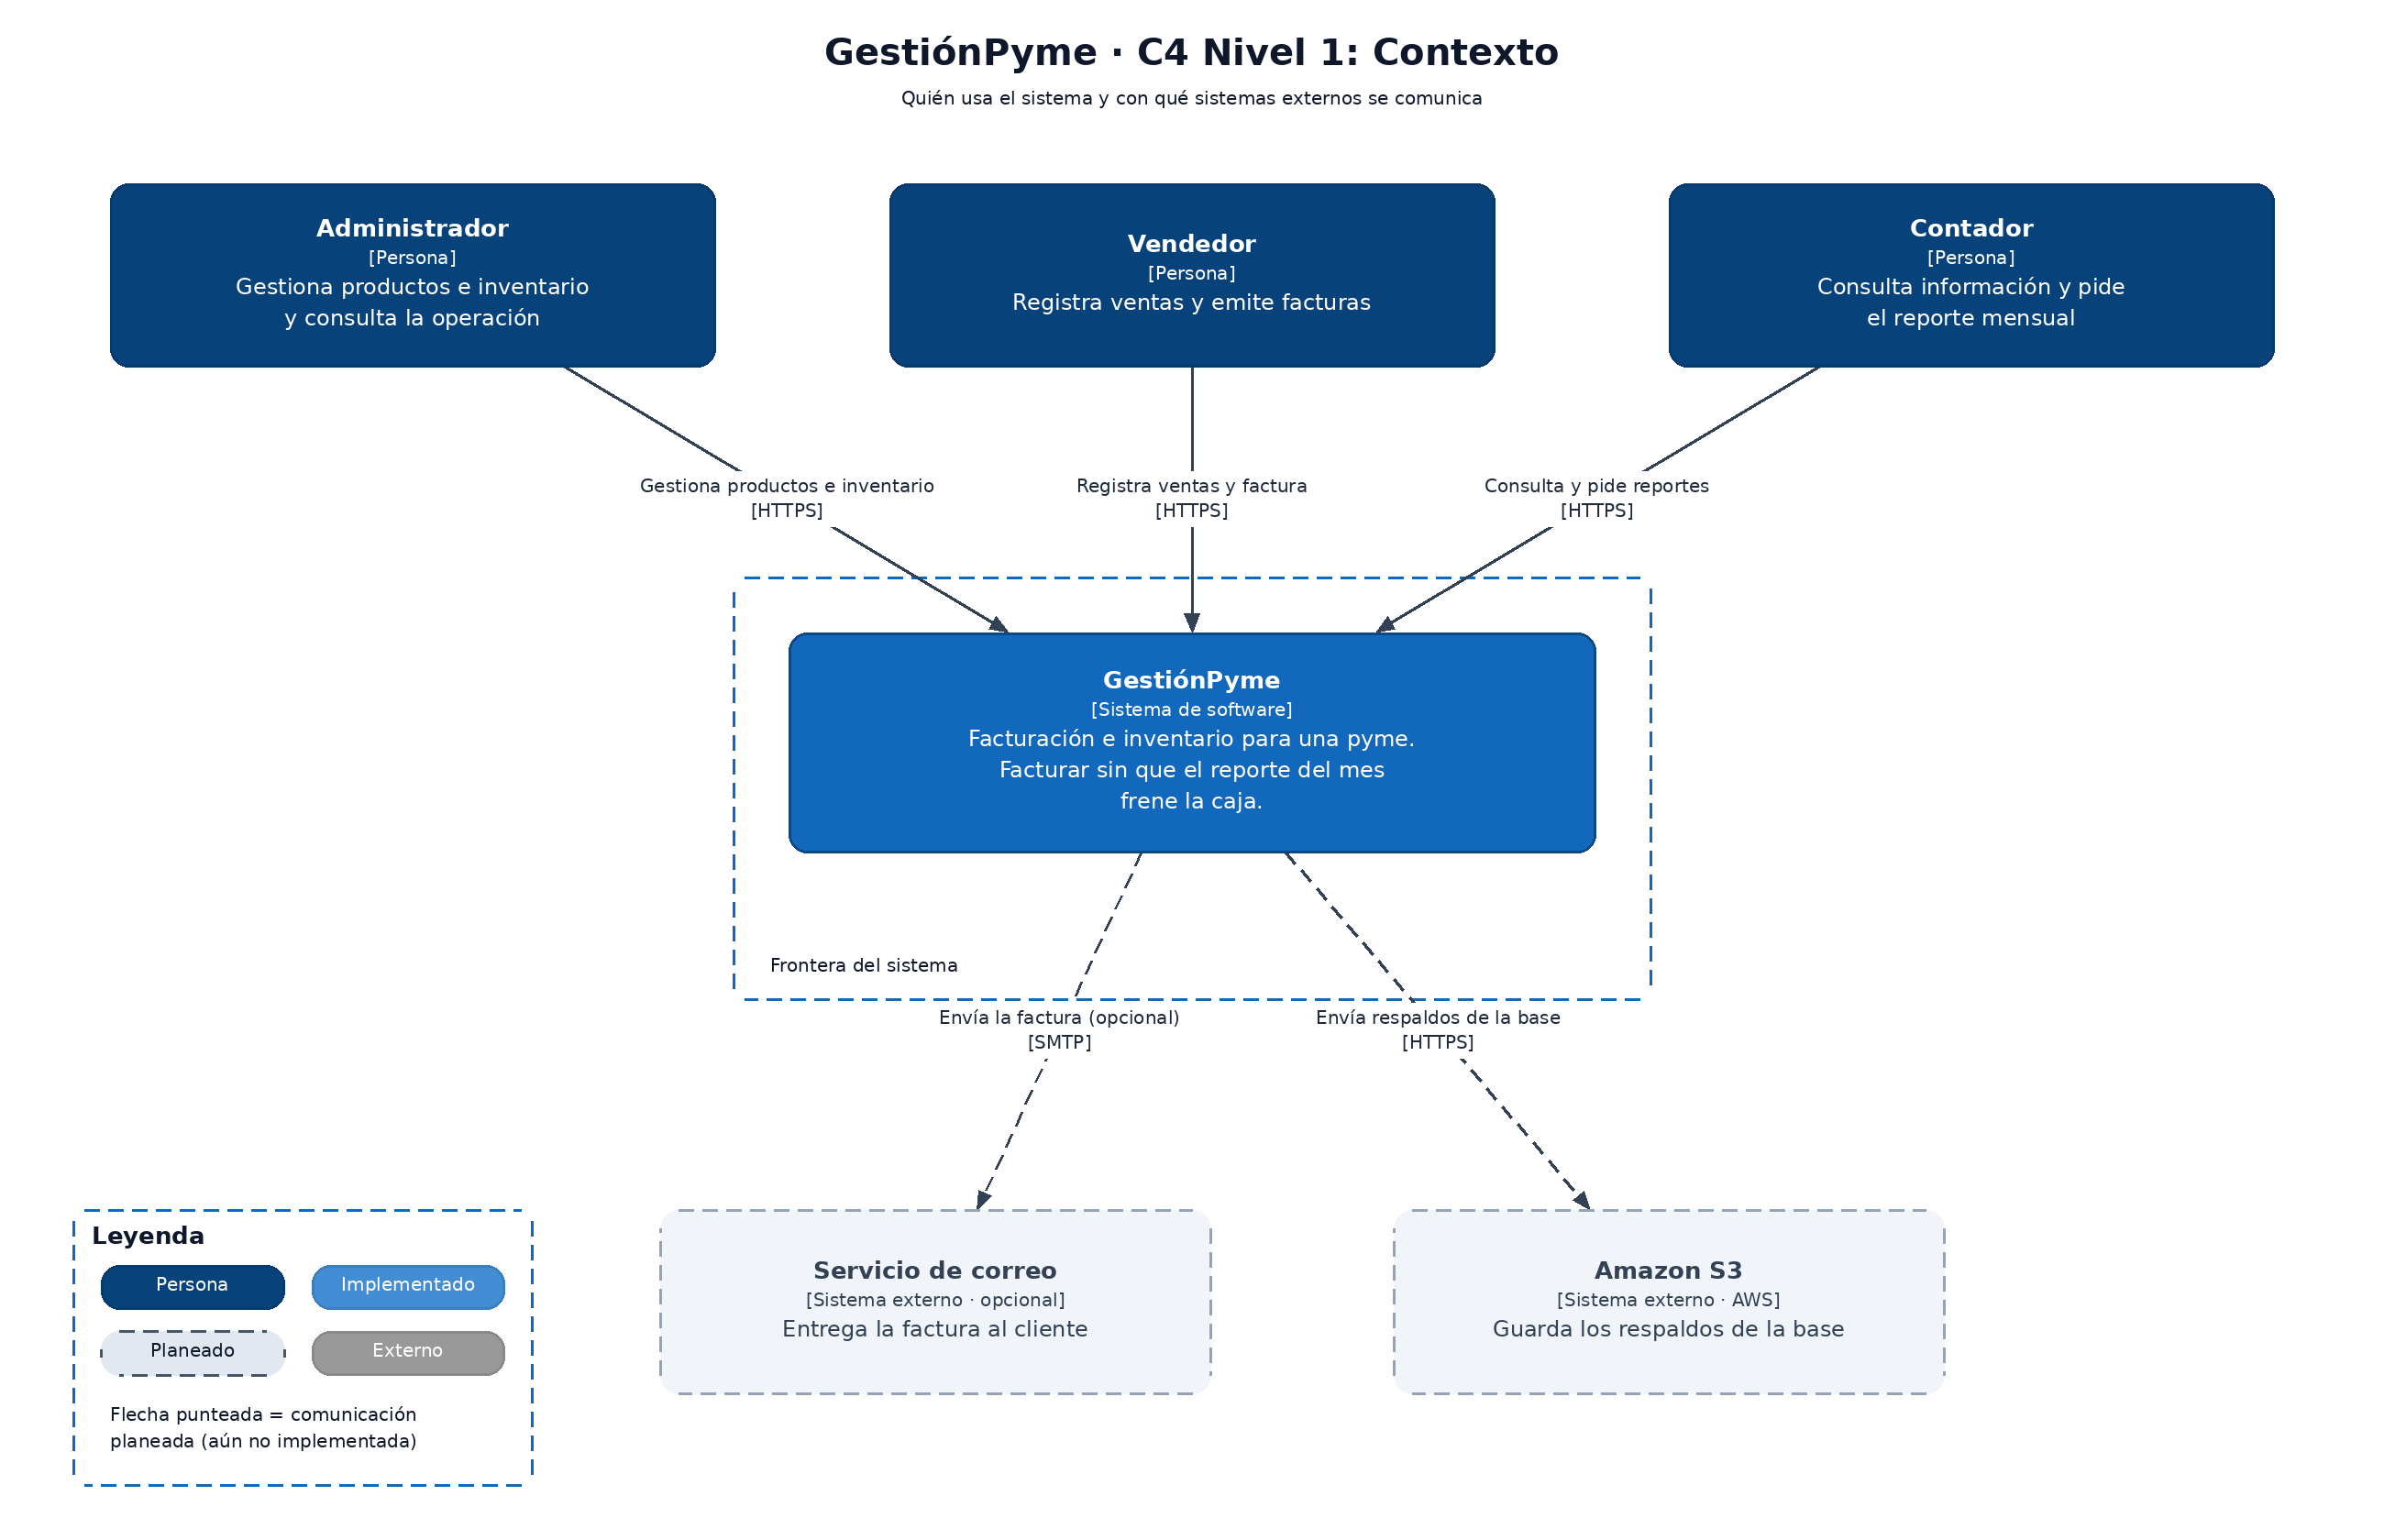 GestiónPyme · C4 Nivel 1: Contexto
Quién usa el sistema y con qué sistemas externos se comunica
Administrador
[Persona]
Gestiona productos e inventario
y consulta la operación
Vendedor
[Persona]
Registra ventas y emite facturas
Contador
[Persona]
Consulta información y pide
el reporte mensual
Gestiona productos e inventario
[HTTPS]
Registra ventas y factura
[HTTPS]
Consulta y pide reportes
[HTTPS]
GestiónPyme
[Sistema de software]
Facturación e inventario para una pyme.
Facturar sin que el reporte del mes
frene la caja.
Frontera del sistema
Envía la factura (opcional)
[SMTP]
Envía respaldos de la base
[HTTPS]
Leyenda
Persona
Implementado
Planeado
Externo
Flecha punteada = comunicación
planeada (aún no implementada)
Servicio de correo
[Sistema externo · opcional]
Entrega la factura al cliente
Amazon S3
[Sistema externo · AWS]
Guarda los respaldos de la base